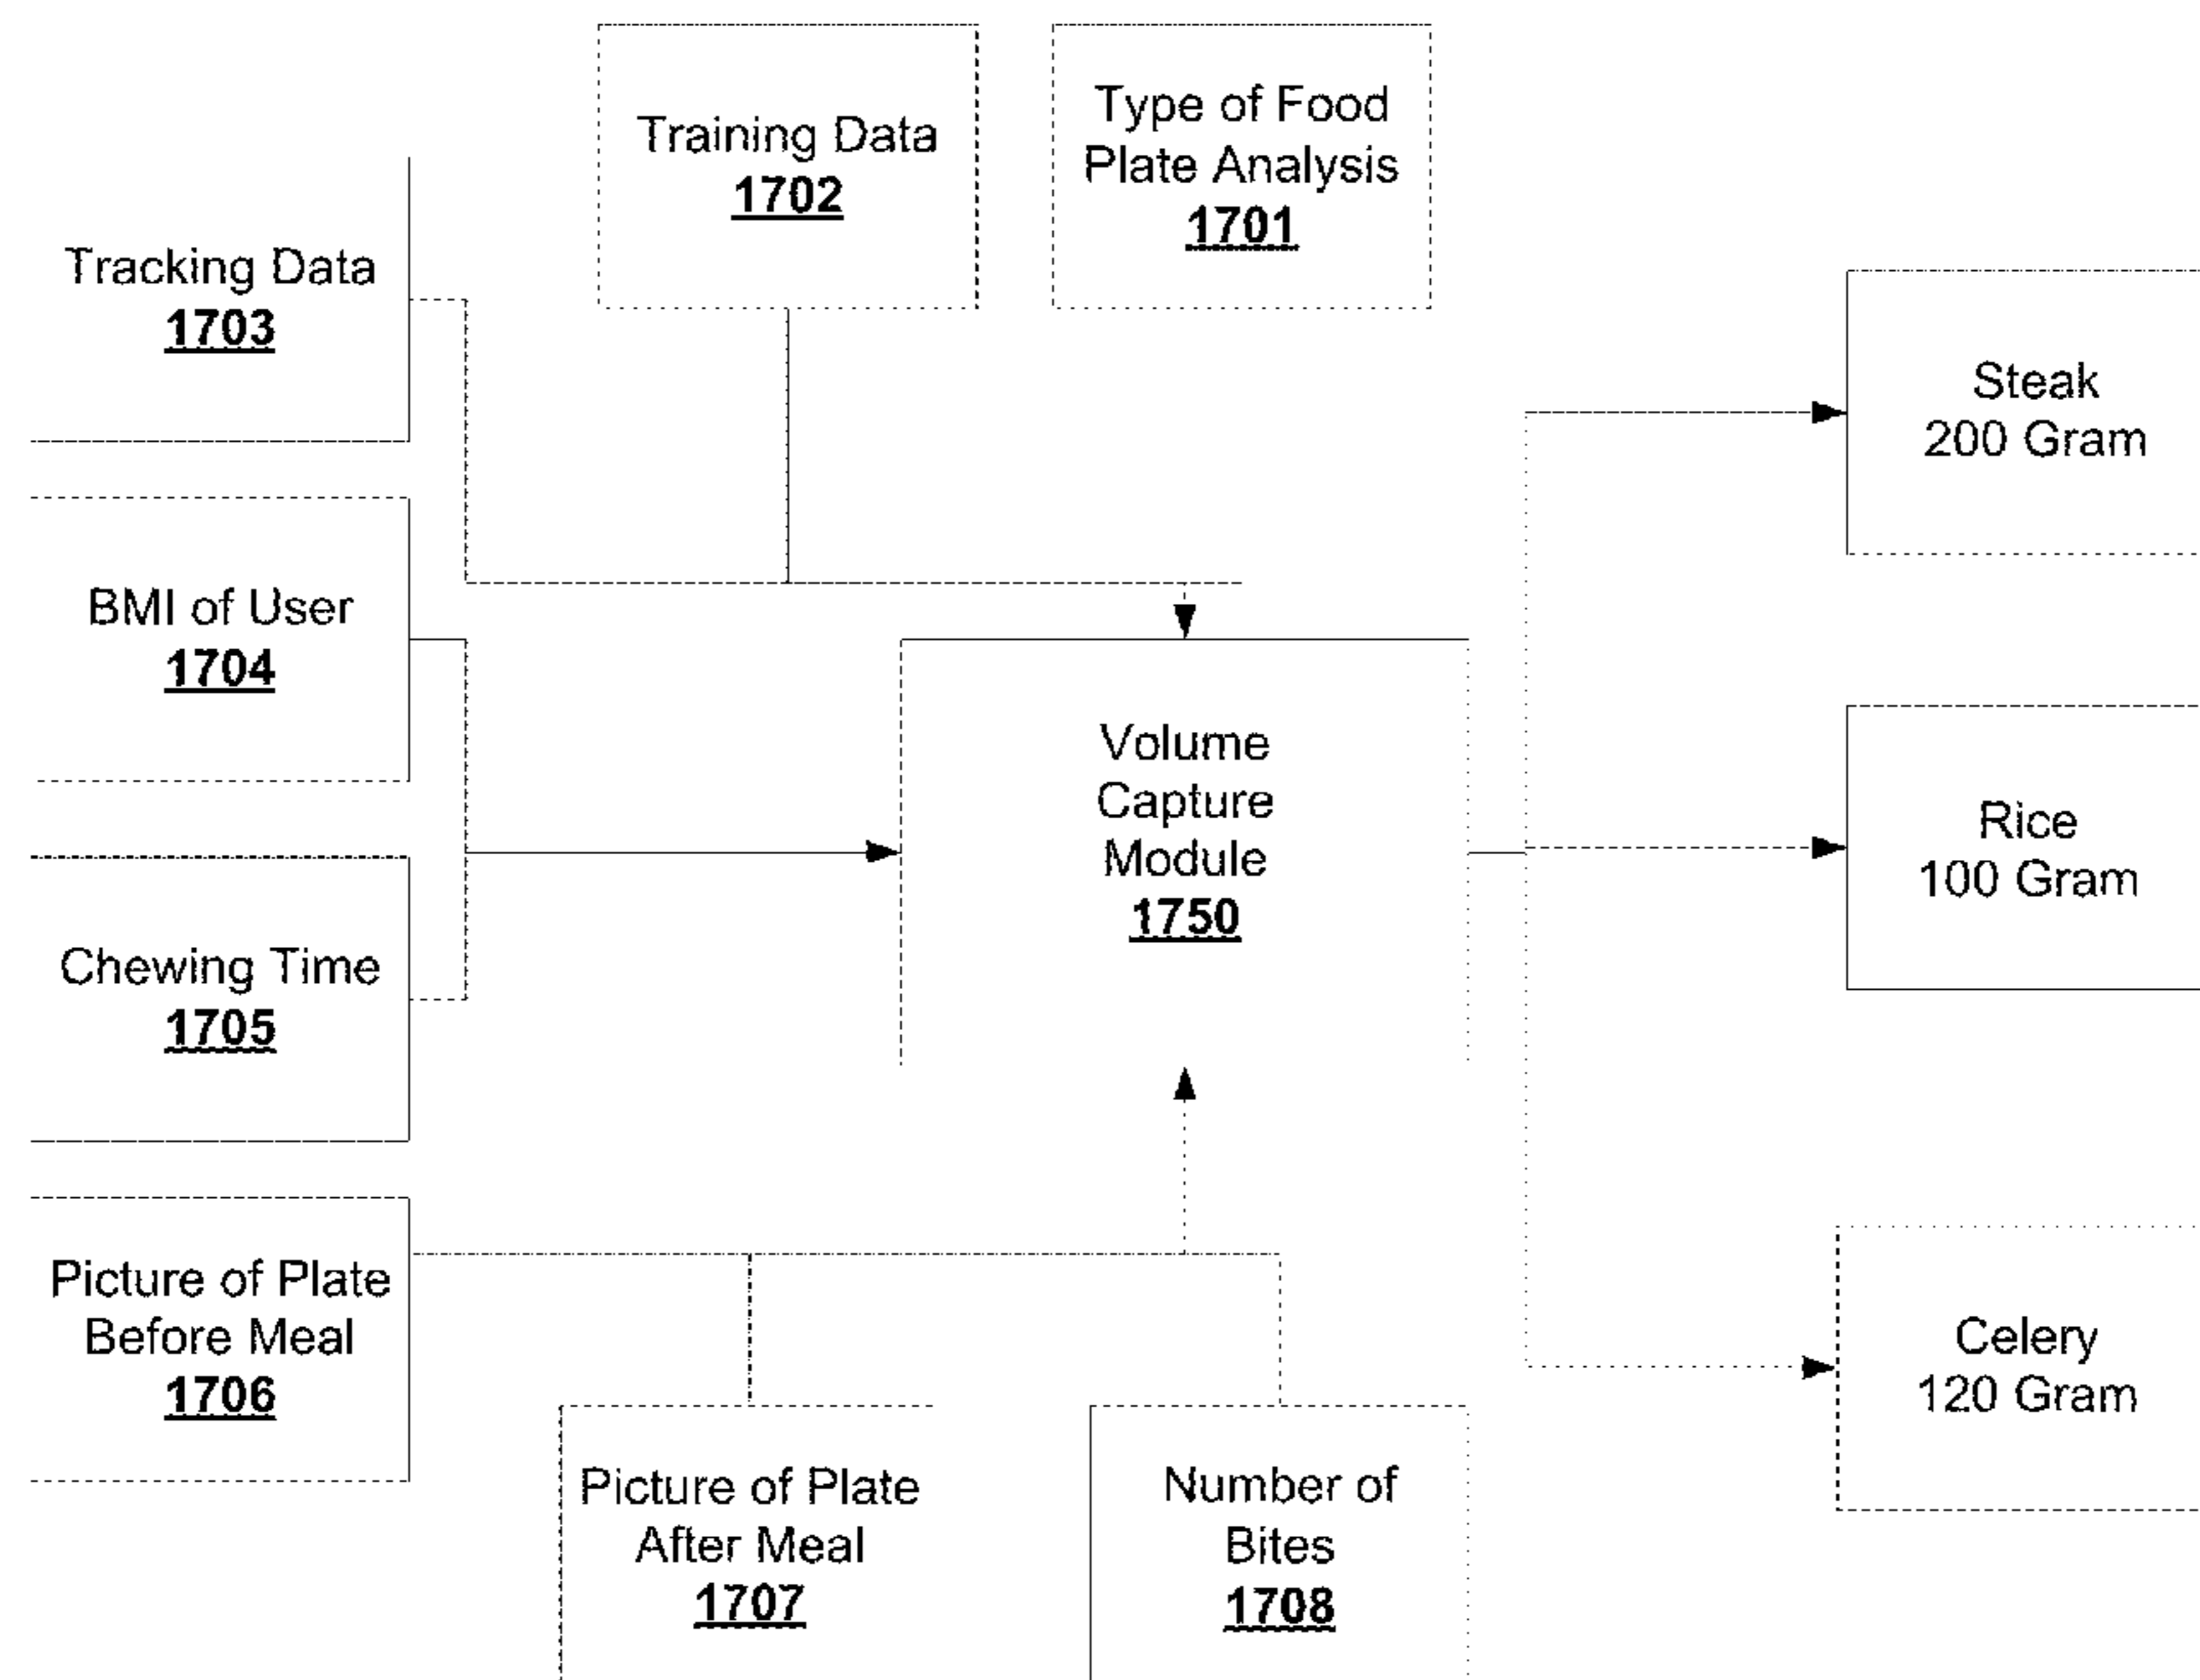 Training Data
1702
Type of Food
Plate Analysis
1701
Tracking Data
1703
Steak
200 Gram
BMI of User
1704
Volume
Capture
Module
1750
Rice
100 Gram
Chewing Time
1705
Picture of Plate
Before Meal
1706
Celery
120 Gram
Picture of Plate
After Meal
1707
Number of
Bites
1708